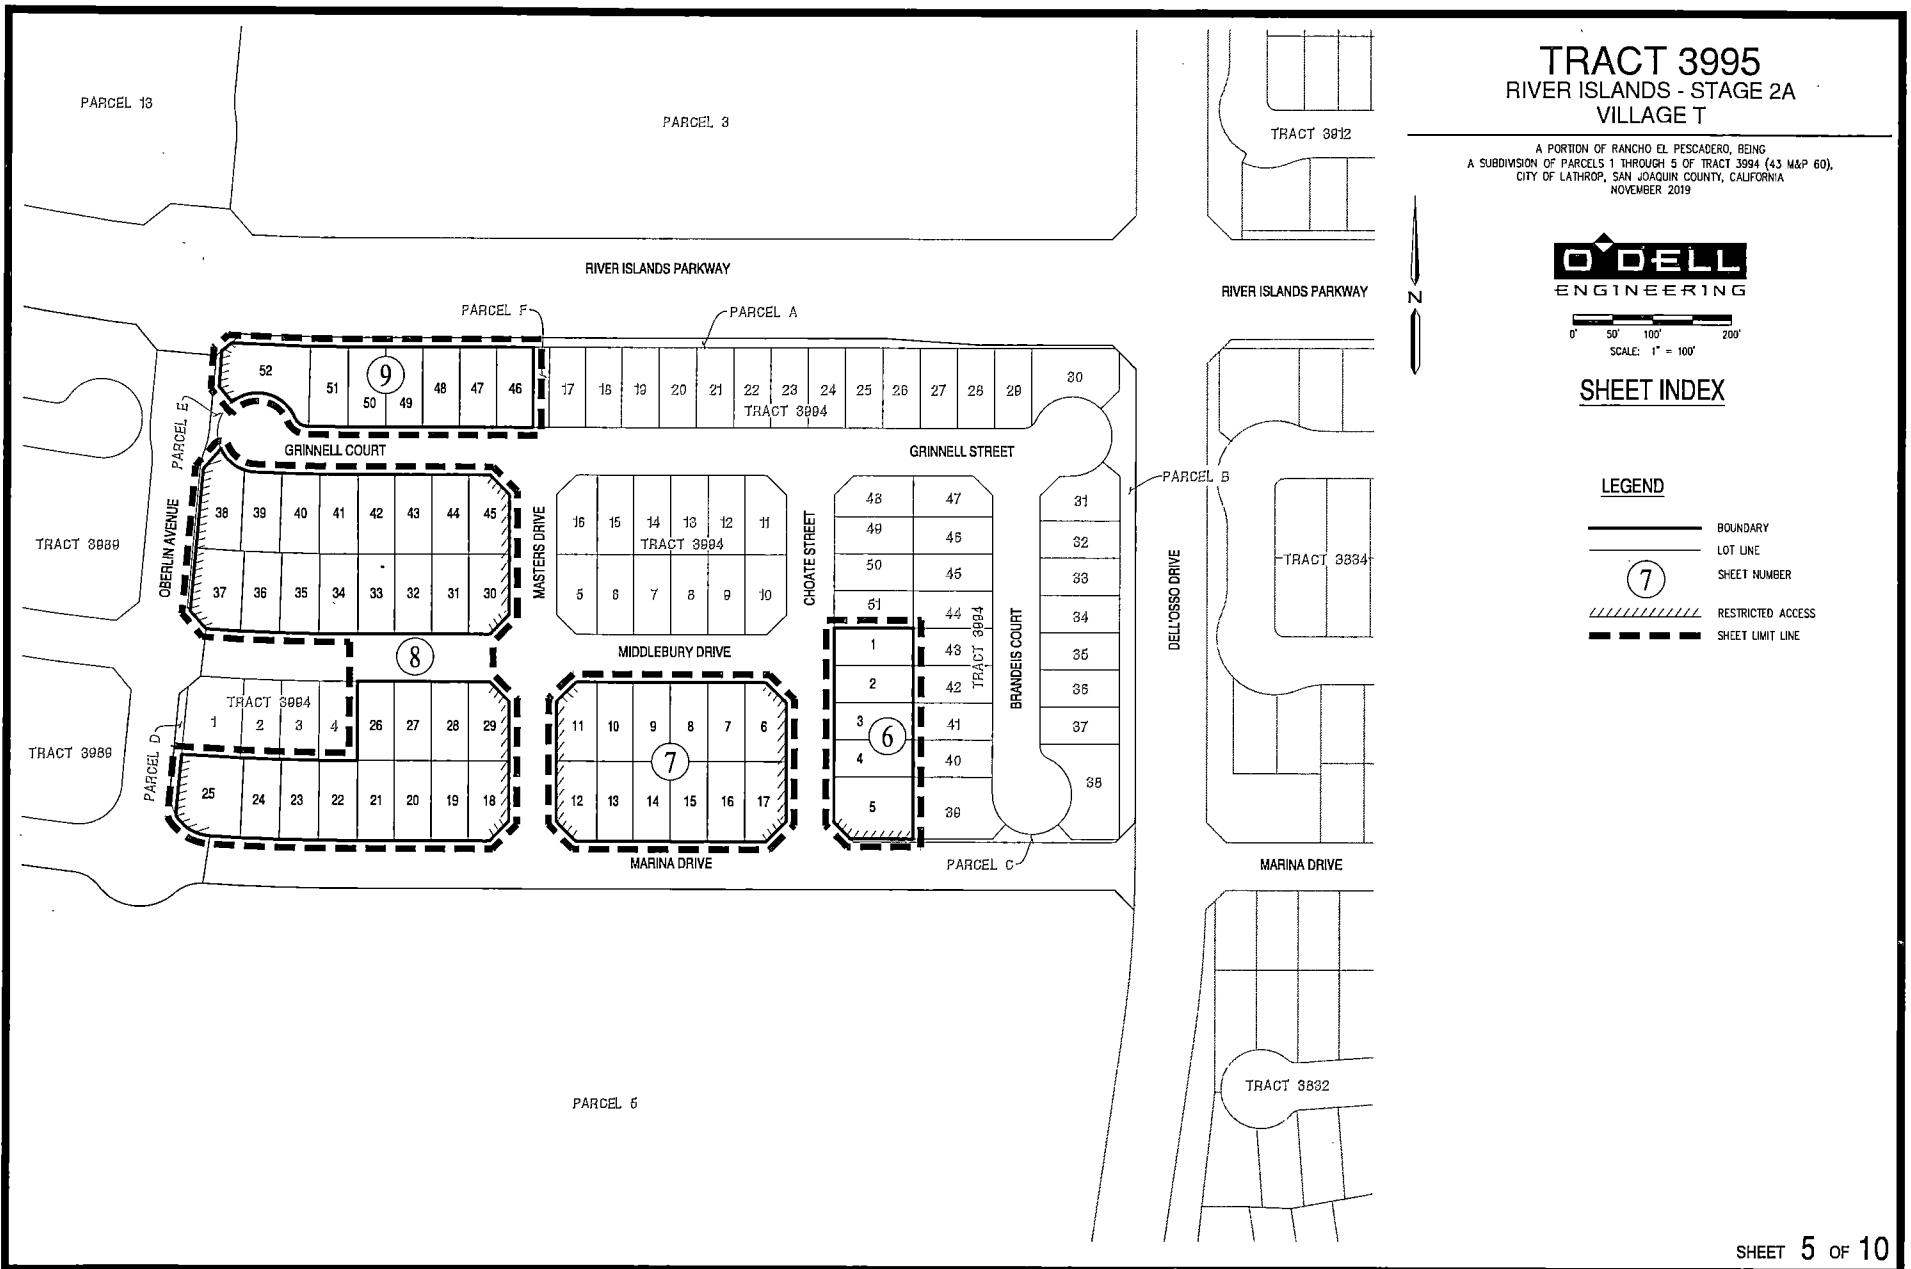 TRACT 3995
RIVER ISLANDS - STAGE 2A
VILLAGE T
A PORTION OF RANCHO EL PESCADERO, BEING
A SUBDIVISION OF PARCELS 1 THROUGH 5 OF TRACT 3994 (43 M&P 60),
CITY OF LATHROP, SAN JOAQUIN COUNTY, CALIFORNIA
NOVEMBER 2019
N
O'DELL
ENGINEERING
0' 50' 100' 200'
SCALE: 1" = 100'
SHEET INDEX
LEGEND
BOUNDARY
LOT LINE
7 SHEET NUMBER
RESTRICTED ACCESS
SHEET LIMIT LINE
PARCEL 13
PARCEL 3
TRACT 3912
RIVER ISLANDS PARKWAY
RIVER ISLANDS PARKWAY
PARCEL F
PARCEL A
52 51 50 49 48 47 46
9
17 18 19 20 21 22 23 24 25 26 27 28 29 30
TRACT 3994
PARCEL E
GRINNELL COURT
GRINNELL STREET
PARCEL B
OBERLIN AVENUE
38 39 40 41 42 43 44 45
37 36 35 34 33 32 31 30
MASTERS DRIVE
16 15 14 13 12 11
TRACT 3994
5 6 7 8 9 10
CHOATE STREET
48 47
49 46
50 45
51 44
43
42
41
40
39
TRACT 3994
BRANDEIS COURT
31
32
33
34
35
36
37
38
DELL'OSSO DRIVE
TRACT 3834
TRACT 3989
8
MIDDLEBURY DRIVE
1
2
3
4
5
6
TRACT 3994
1 2 3 4
26 27 28 29
25 24 23 22 21 20 19 18
11 10 9 8 7 6
7
12 13 14 15 16 17
TRACT 3989
PARCEL D
MARINA DRIVE
PARCEL C
MARINA DRIVE
PARCEL 5
TRACT 3832
SHEET 5 OF 10